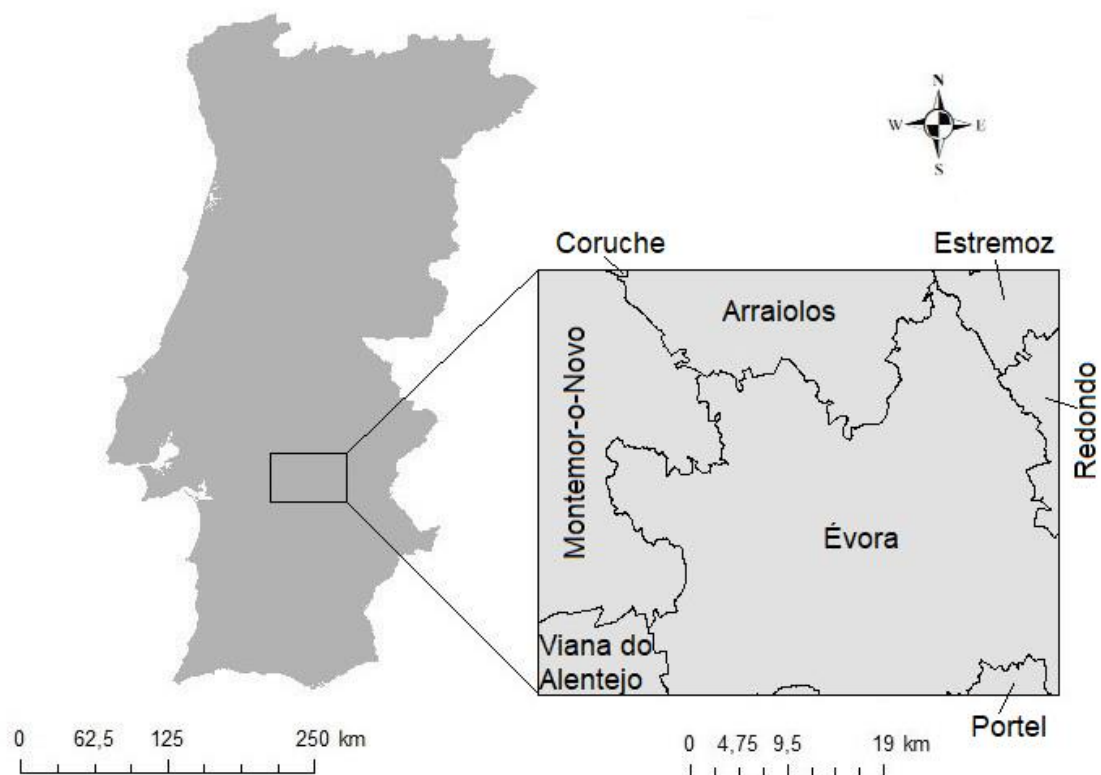 N
W E
S
Coruche
Estremoz
Arraiolos
Montemor-o-Novo
Redondo
Évora
Viana do
Alentejo
Portel
0 62,5 125 250 km
0 4,75 9,5 19 km